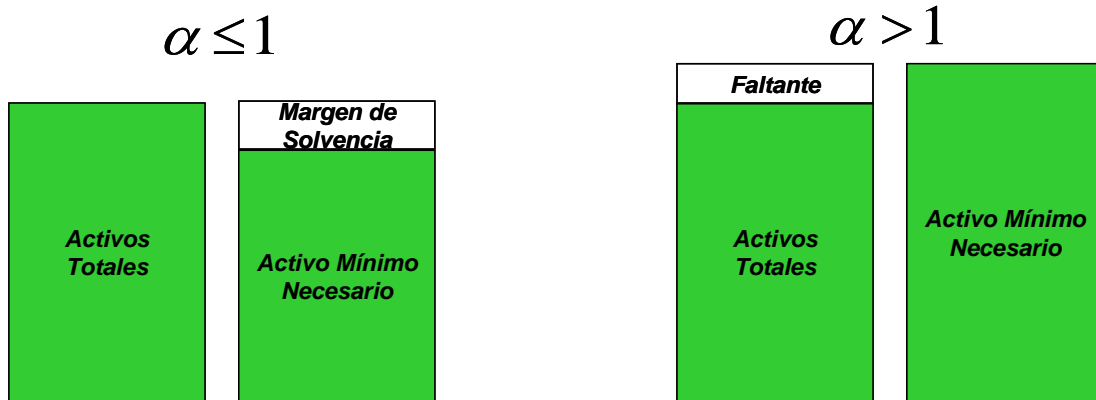 α ≤ 1
Activos
Totales
Margen de
Solvencia
Activo Mínimo
Necesario
α > 1
Faltante
Activos
Totales
Activo Mínimo
Necesario